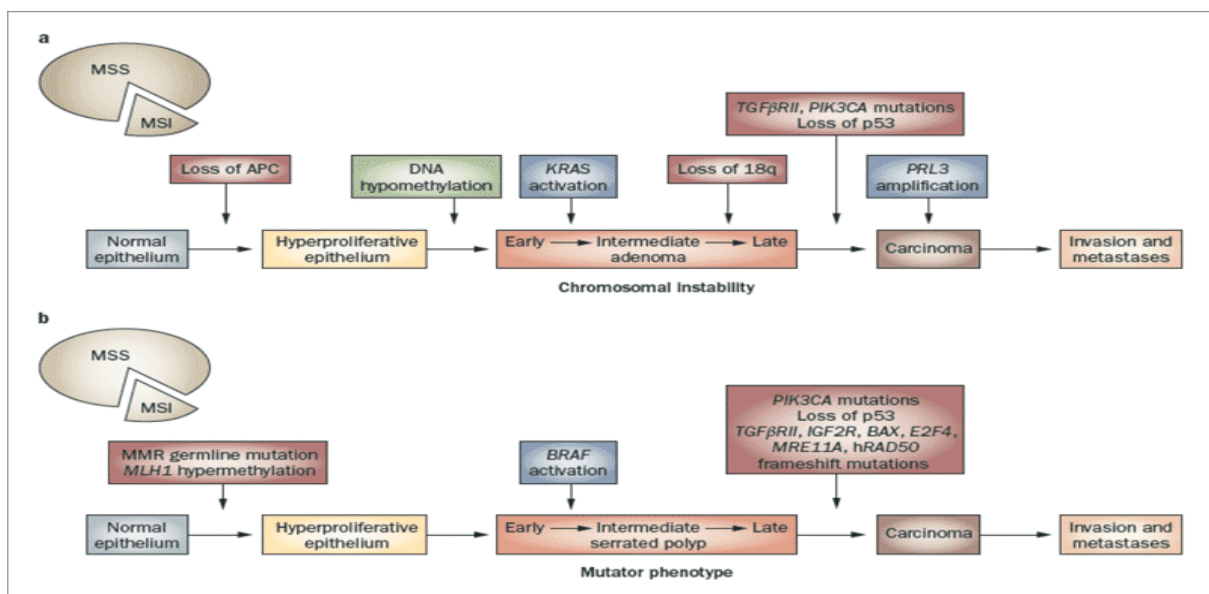 a
MSS
MSI
TGFβRII, PIK3CA mutations
Loss of p53
Loss of APC
DNA
hypomethylation
KRAS
activation
Loss of 18q
PRL3
amplification
Normal
epithelium
Hyperproliferative
epithelium
Early Intermediate Late
adenoma
Carcinoma
Invasion and
metastases
Chromosomal instability
b
MSS
MSI
PIK3CA mutations
Loss of p53
TGFβRII, IGF2R, BAX, E2F4,
MRE11A, hRAD50
frameshift mutations
MMR germline mutation
MLH1 hypermethylation
BRAF
activation
Normal
epithelium
Hyperproliferative
epithelium
Early Intermediate Late
serrated polyp
Carcinoma
Invasion and
metastases
Mutator phenotype